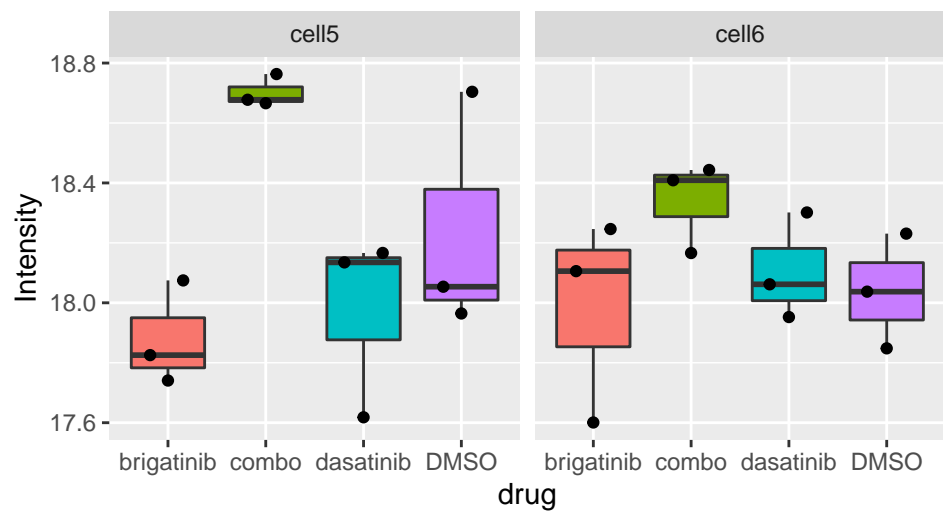 cell5 cell6
Intensity
18.8
18.4
18.0
17.6
brigatinib combo dasatinib DMSO brigatinib combo dasatinib DMSO
drug